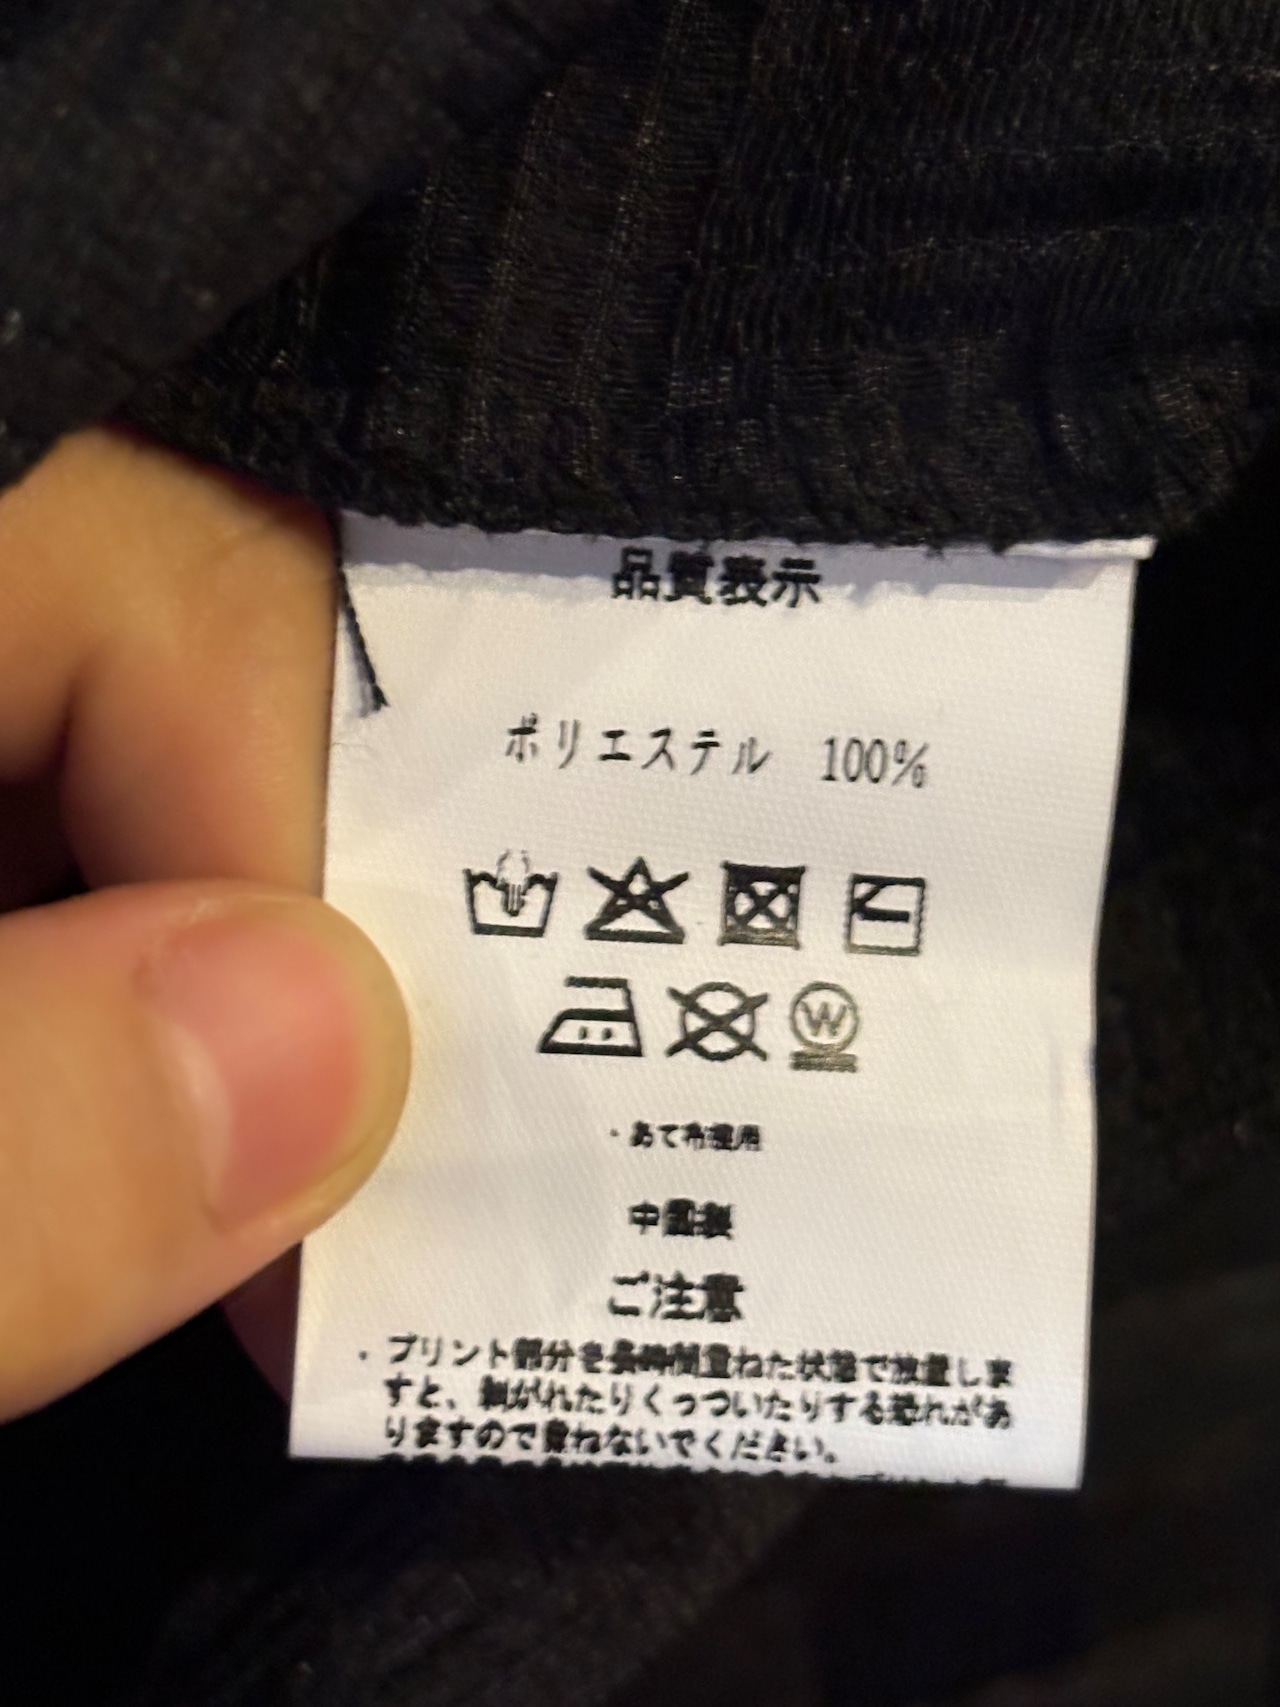 品質表示
ポリエステル 100%
W
・あて布使用
中国製
ご注意
・プリント部分を長時間重ねた状態で放置しま
すと、剥がれたりくっついたりする恐れがあ
りますので重ねないでください。